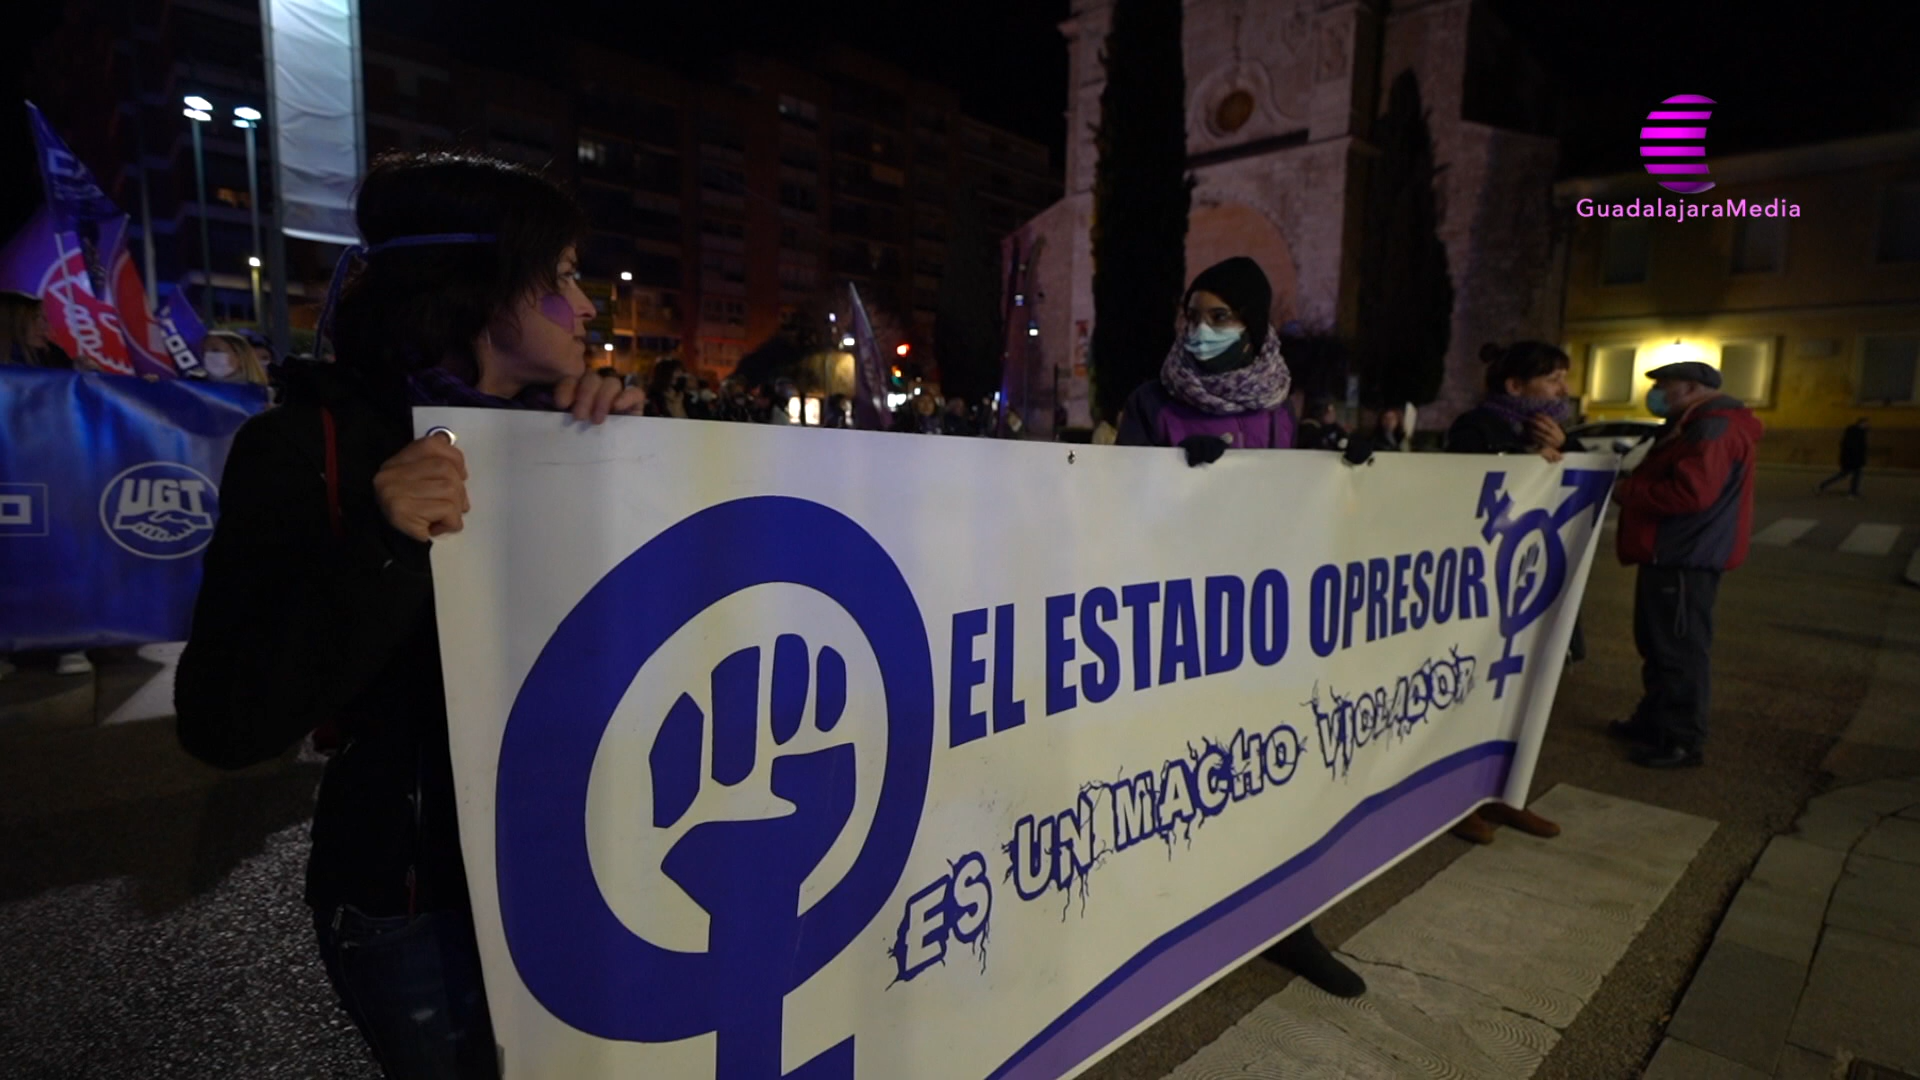 GuadalajaraMedia
UGT
EL ESTADO OPRESOR
ES UN MACHO VIOLADOR